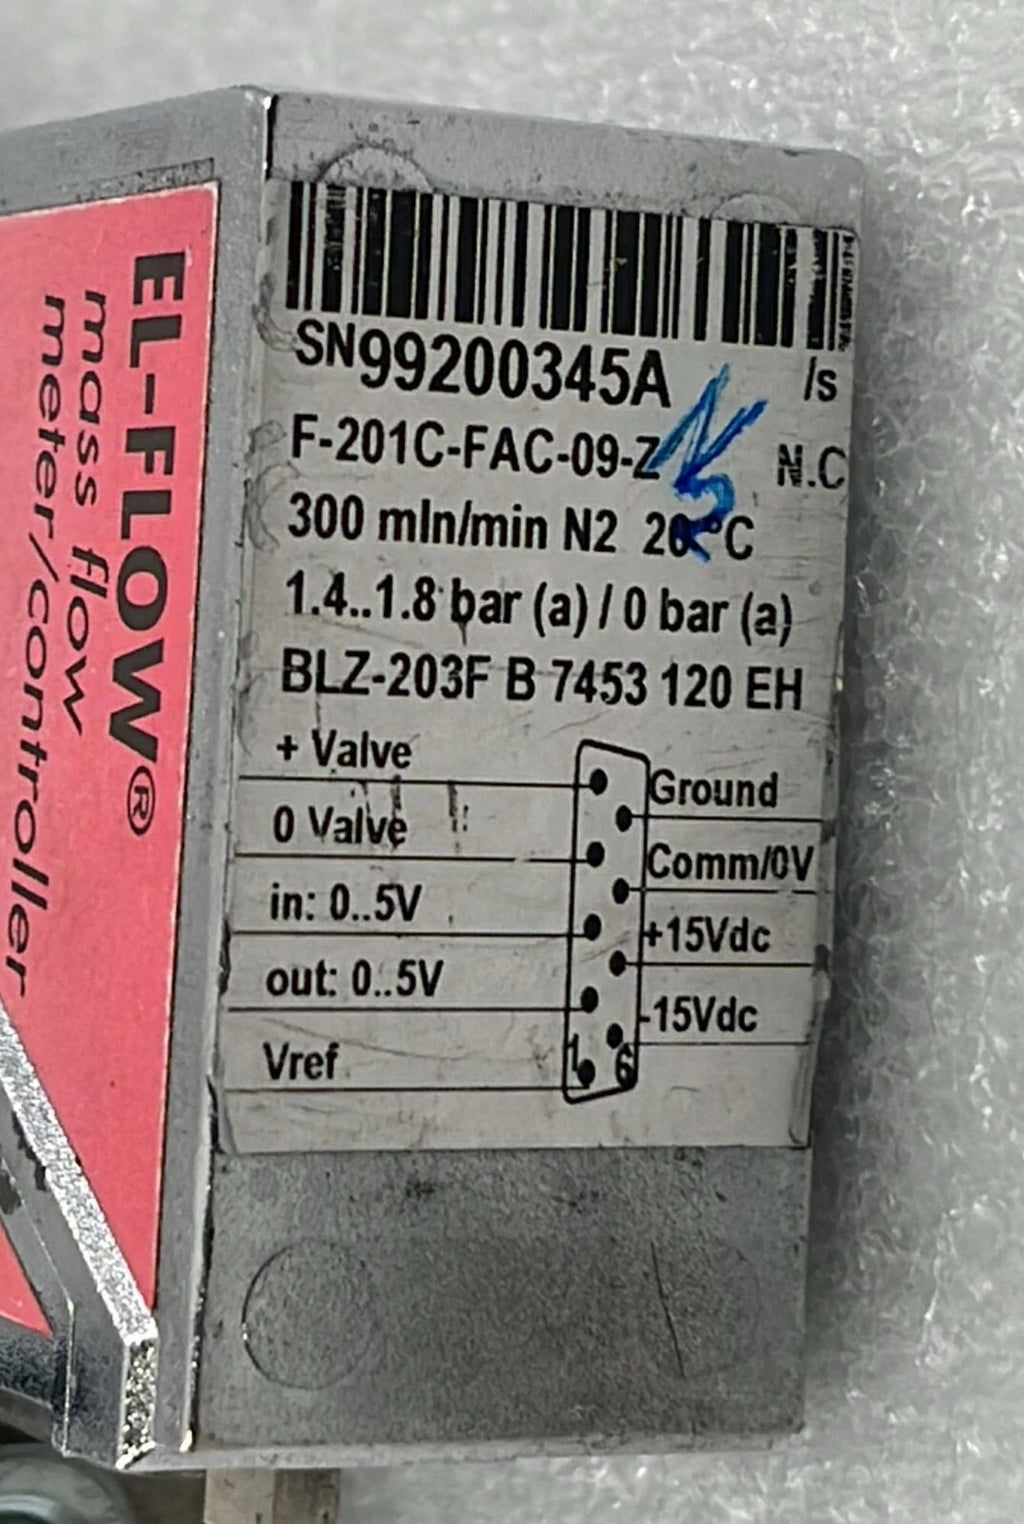 EL-FLOW®
mass flow
meter/controller
SN99200345A /s
F-201C-FAC-09-Z N.C
300 mln/min N2 °C
1.4..1.8 bar (a) / 0 bar (a)
BLZ-203F B 7453 120 EH
+ Valve
Ground
0 Valve
Comm/0V
in: 0..5V
+15Vdc
out: 0..5V
-15Vdc
Vref
1 6